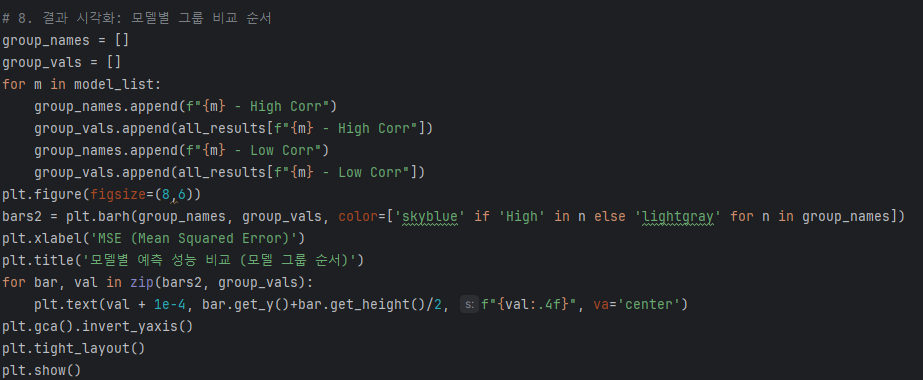 # 8. 결과 시각화: 모델별 그룹 비교 순서
group_names = []
group_vals = []
for m in model_list:
    group_names.append(f"{m} - High Corr")
    group_vals.append(all_results[f"{m} - High Corr"])
    group_names.append(f"{m} - Low Corr")
    group_vals.append(all_results[f"{m} - Low Corr"])
plt.figure(figsize=(8,6))
bars2 = plt.barh(group_names, group_vals, color=['skyblue' if 'High' in n else 'lightgray' for n in group_names])
plt.xlabel('MSE (Mean Squared Error)')
plt.title('모델별 예측 성능 비교 (모델 그룹 순서)')
for bar, val in zip(bars2, group_vals):
    plt.text(val + 1e-4, bar.get_y()+bar.get_height()/2, s: f"{val:.4f}", va='center')
plt.gca().invert_yaxis()
plt.tight_layout()
plt.show()